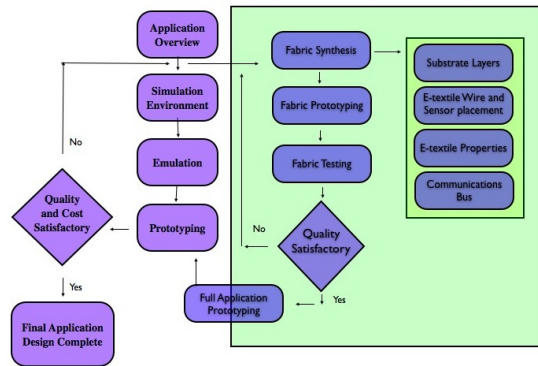 Application
Overview
Simulation
Environment
Emulation
Prototyping
No
Quality
and Cost
Satisfactory
Yes
Final Application
Design Complete
Fabric Synthesis
Fabric Prototyping
Fabric Testing
Quality
Satisfactory
No
Yes
Full Application
Prototyping
Substrate Layers
E-textile Wire and
Sensor placement
E-textile Properties
Communications
Bus